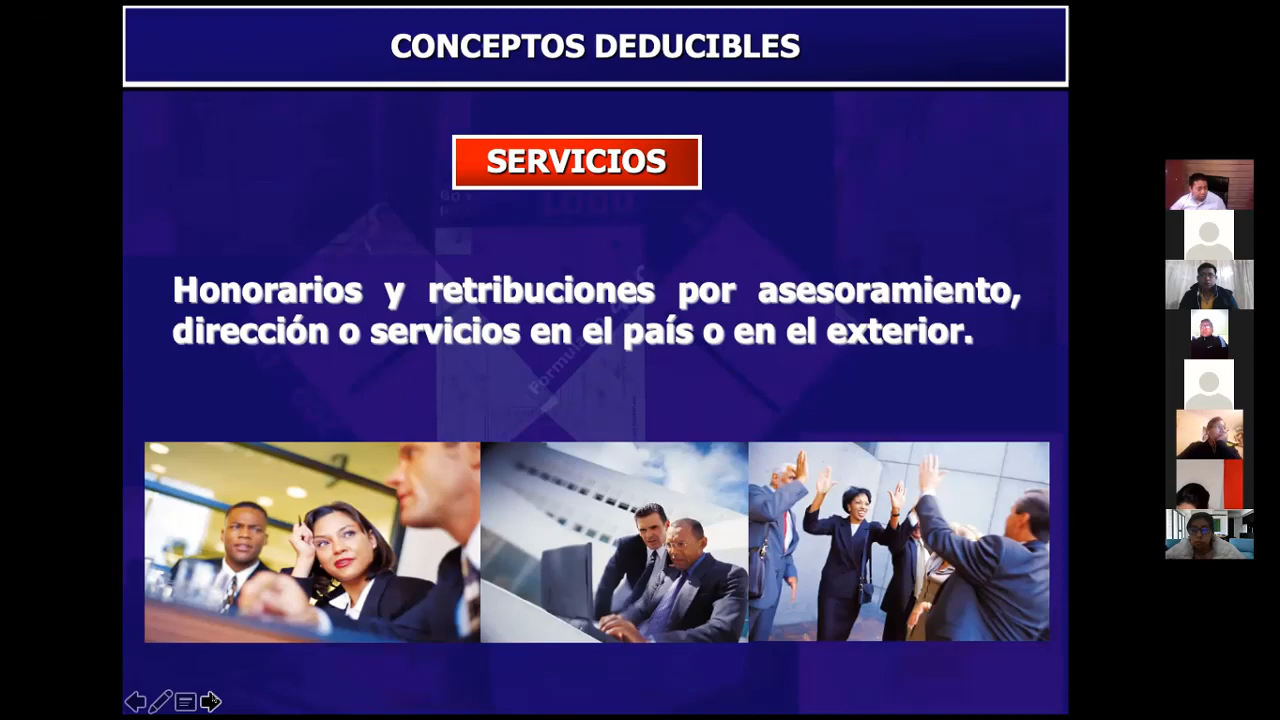 CONCEPTOS DEDUCIBLES
SERVICIOS
Honorarios y retribuciones por asesoramiento,
dirección o servicios en el país o en el exterior.